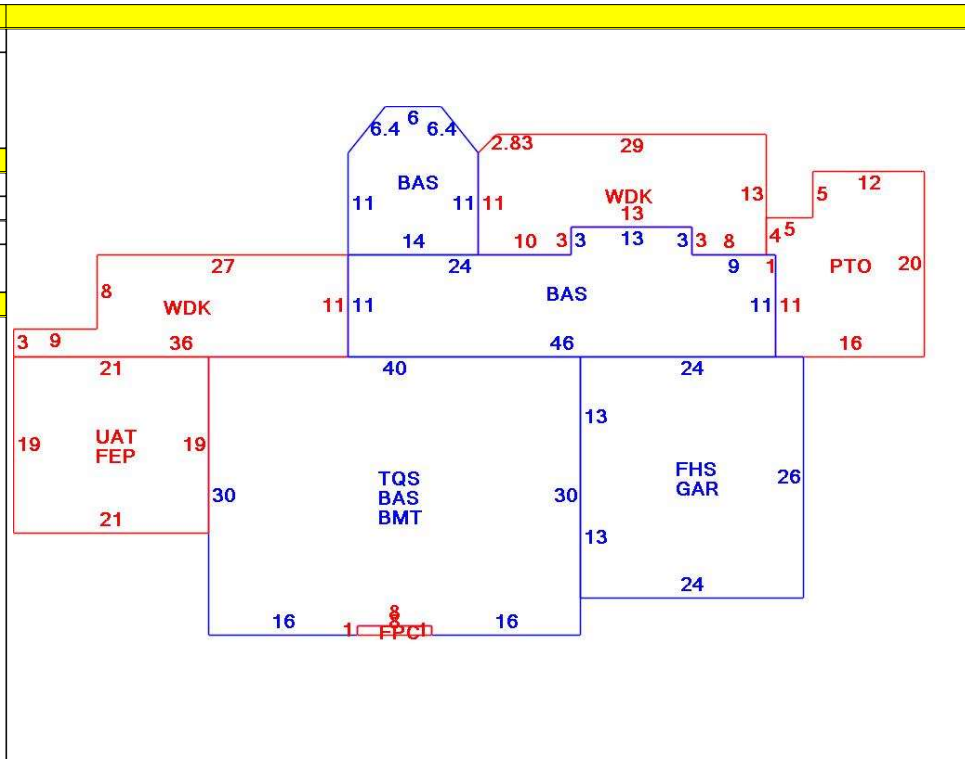 6
6.4 6.4
2.83 29
12
BAS
WDK
11 11 11
13 5
13
14 10 3 3 13 3 3 8 4 5
27 24 9 1 PTO 20
8 BAS
WDK 11 11 11 11
3 9 36 46 16
21 40 24
13
19 UAT 19
FEP
TQS FHS
BAS GAR 26
BMT
30 30
21 13
24
8
16 8 16
1 FPC 1